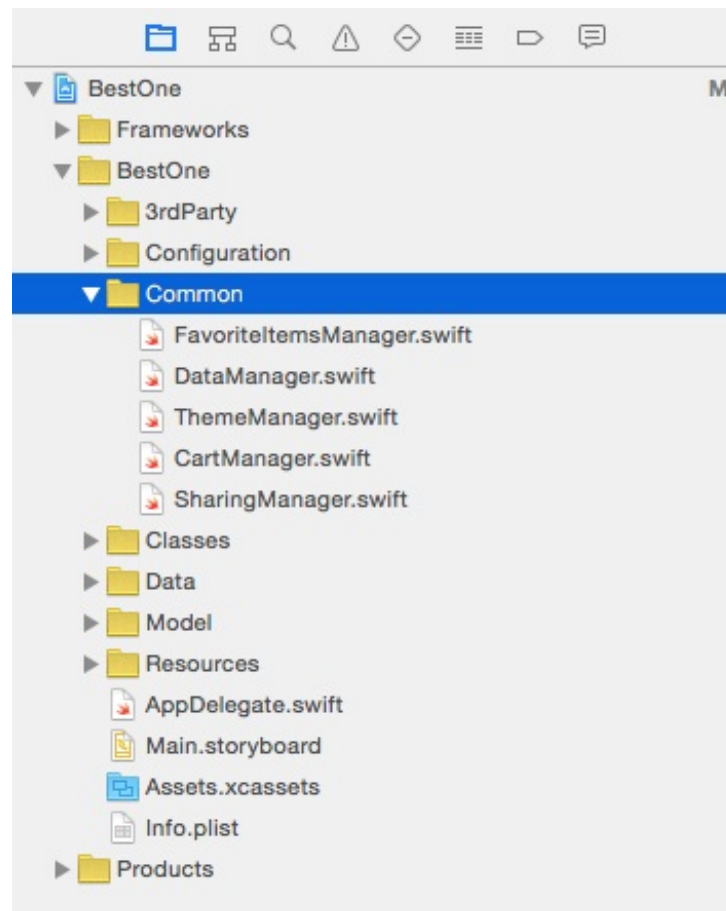 BestOne M
Frameworks
BestOne
3rdParty
Configuration
Common
FavoriteItemsManager.swift
DataManager.swift
ThemeManager.swift
CartManager.swift
SharingManager.swift
Classes
Data
Model
Resources
AppDelegate.swift
Main.storyboard
Assets.xcassets
Info.plist
Products